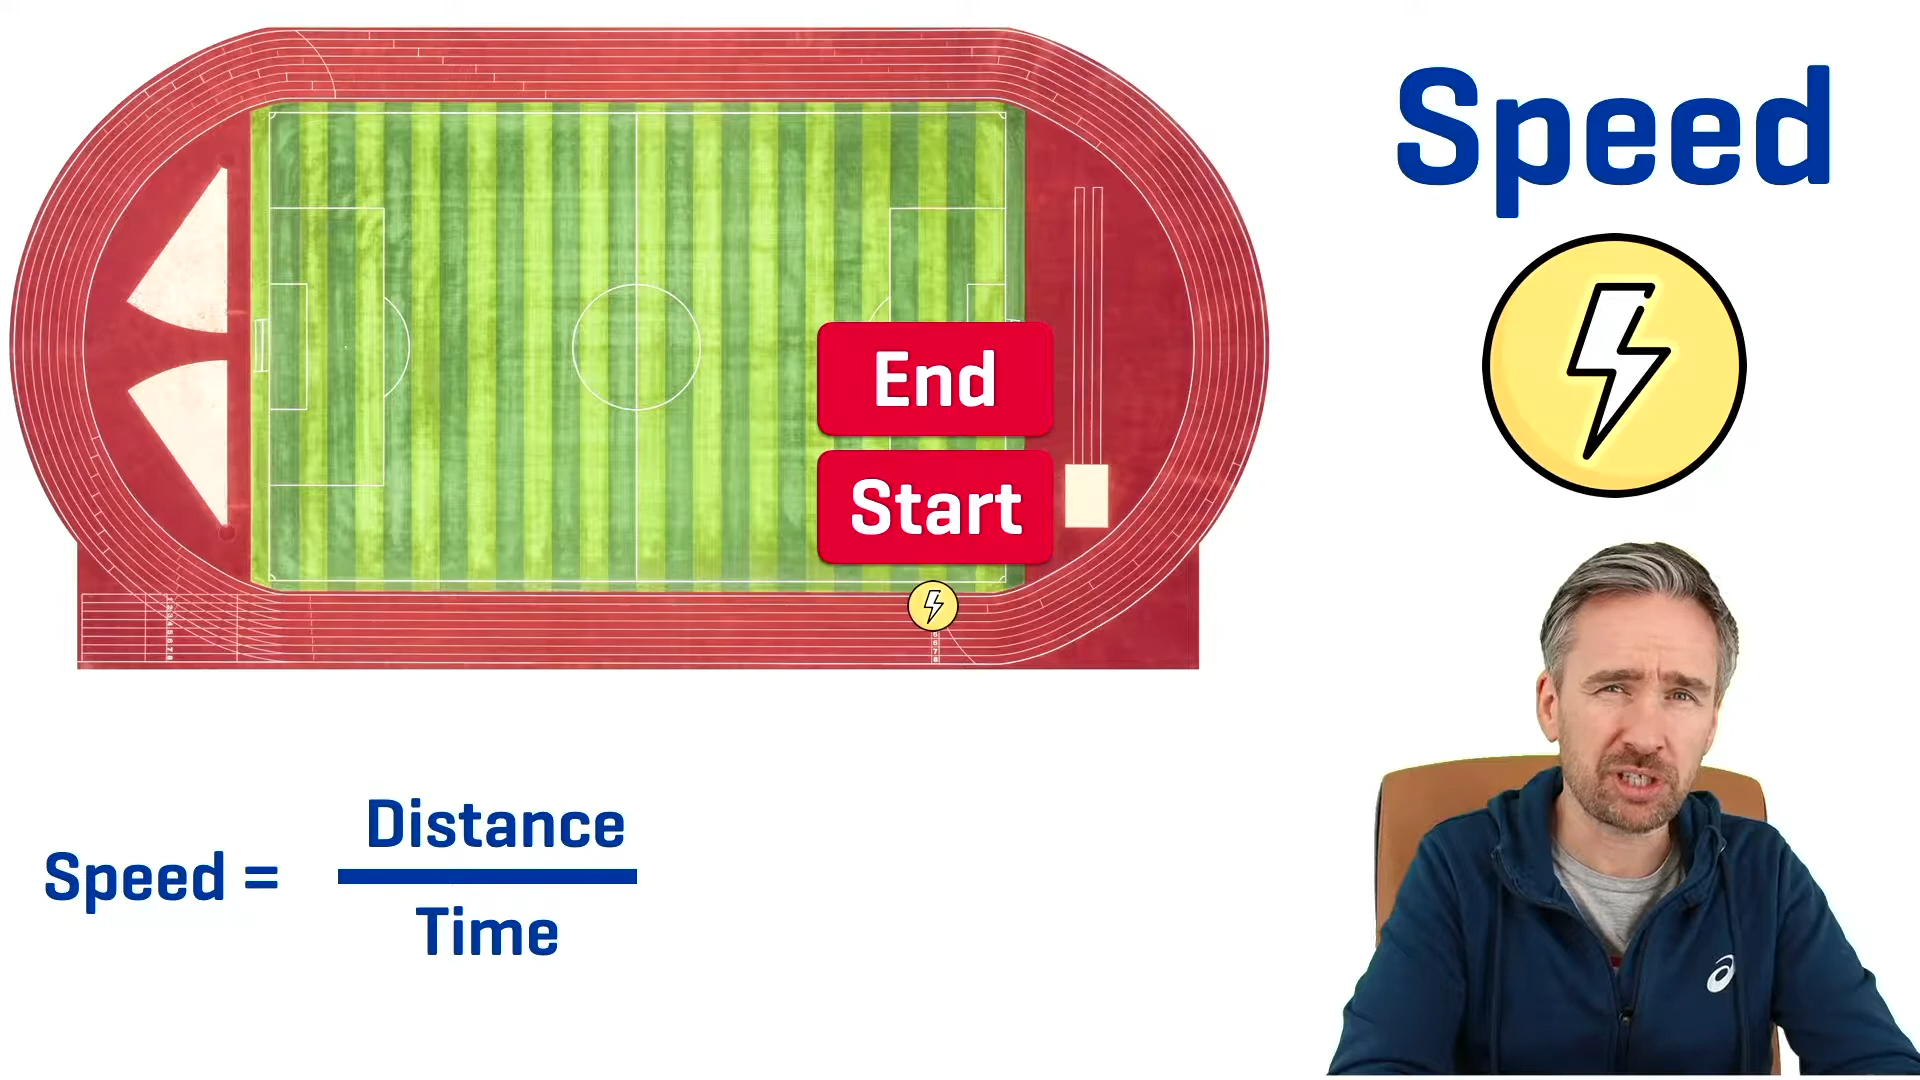 Speed
End
Start
Speed =
Distance
Time